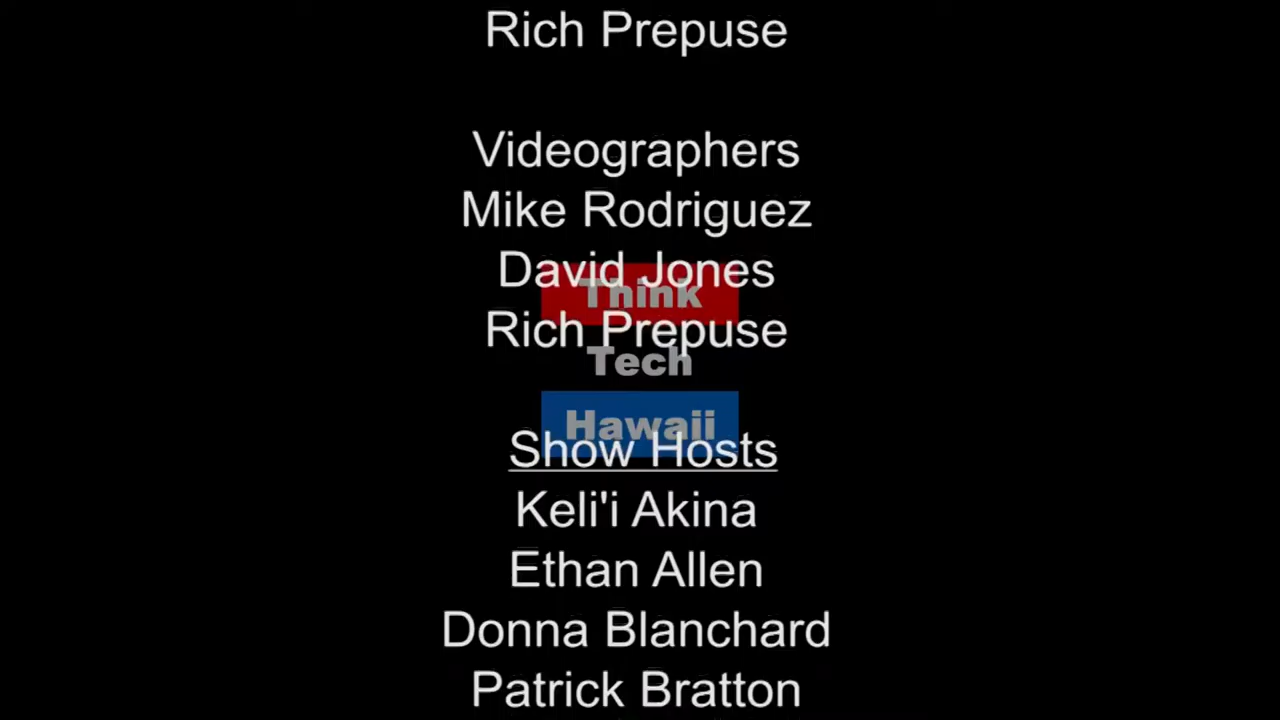 Rich Prepuse
Videographers
Mike Rodriguez
David Jones
Think
Rich Prepuse
Tech
Hawaii
Show Hosts
Keli'i Akina
Ethan Allen
Donna Blanchard
Patrick Bratton